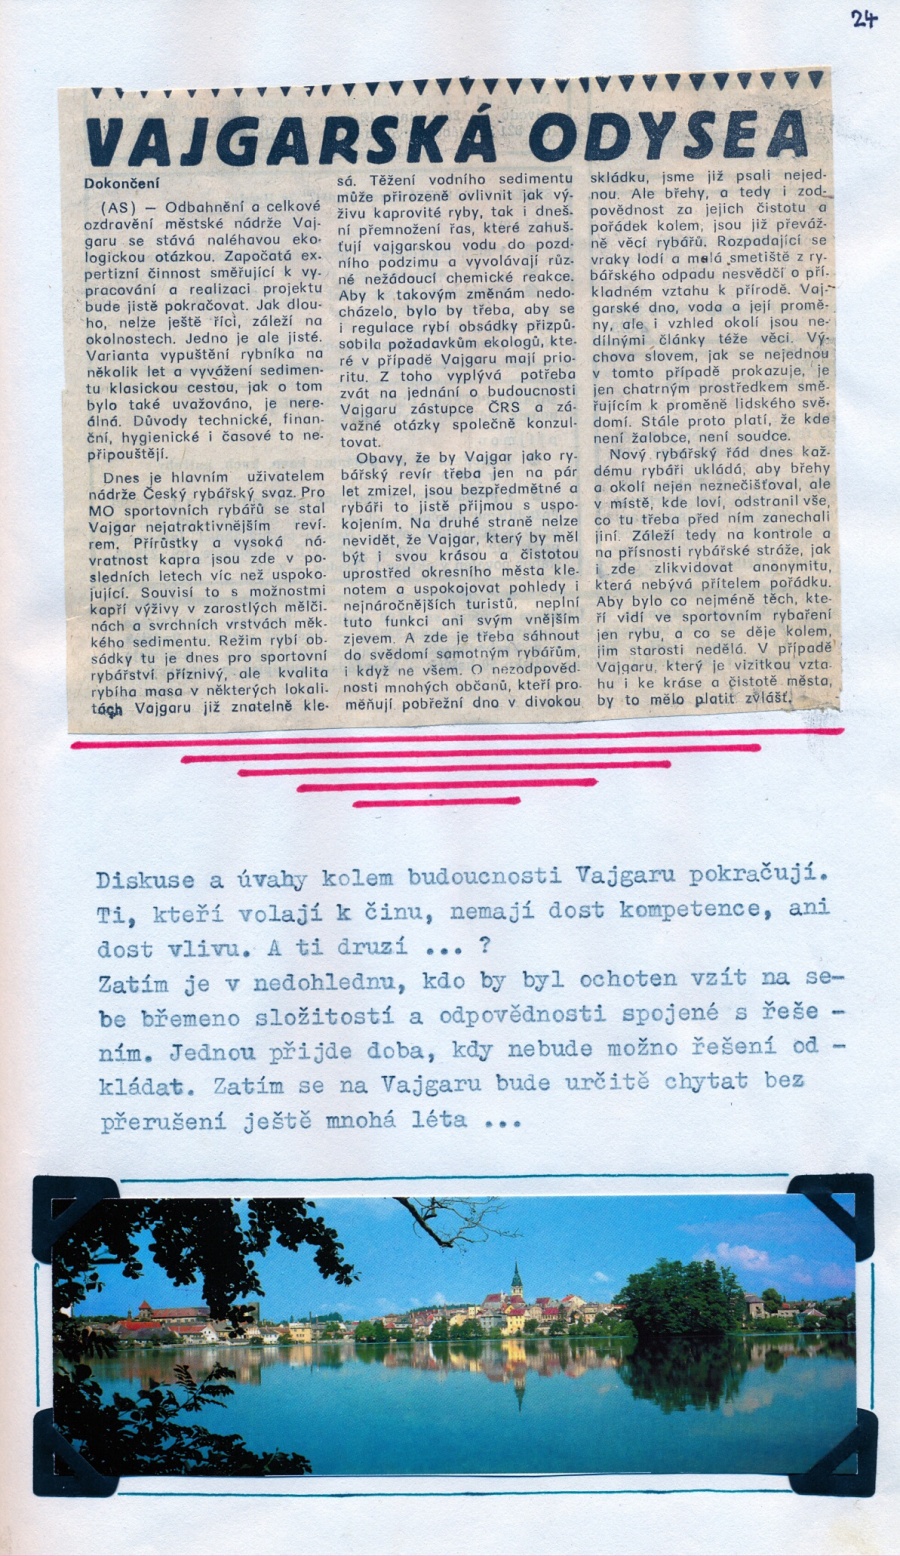 24
VAJGARSKÁ ODYSEA
Dokončení
(AS) — Odbahnění a celkové
ozdravění městské nádrže Vaj-
garu se stává naléhavou eko-
logickou otázkou. Započatá ex-
pertizní činnost směřující k vy-
pracování a realizaci projektu
bude jistě pokračovat. Jak dlou-
ho, nelze ještě říci, záleží na
okolnostech. Jedno je ale jisté.
Varianta vypuštění rybníka na
několik let a vyvážení sedimen-
tu klasickou cestou, jak o tom
bylo také uvažováno, je nere-
álná. Důvody technické, finan-
ční, hygienické i časové to ne-
připouštějí.
Dnes je hlavním uživatelem
nádrže Český rybářský svaz. Pro
MO sportovních rybářů se stal
Vajgar nejatraktivnějším reví-
rem. Přírůstky a vysoká ná-
vratnost kapra jsou zde v po-
sledních letech víc než uspoko-
jující. Souvisí to s možnostmi
kapří výživy v zarostlých mělči-
nách a svrchních vrstvách měk-
kého sedimentu. Režim rybí ob-
sádky tu je dnes pro sportovní
rybářství příznivý, ale kvalita
rybího masa v některých lokali-
tách Vajgaru již znatelně kle-
sá. Těžení vodního sedimentu
může přirozeně ovlivnit jak vý-
živu kaprovité ryby, tak i dneš-
ní přemnožení řas, které zahuš-
ťují vajgarskou vodu do pozd-
ního podzimu a vyvolávají růz-
né nežádoucí chemické reakce.
Aby k takovým změnám nedo-
cházelo, bylo by třeba, aby se
i regulace rybí obsádky přizpů-
sobila požadavkům ekologů, kte-
ré v případě Vajgaru mají prio-
ritu. Z toho vyplývá potřeba
zvát na jednání o budoucnosti
Vajgaru zástupce ČRS a zá-
važné otázky společně konzul-
tovat.
Obavy, že by Vajgar jako ry-
bářský revír třeba jen na pár
let zmizel, jsou bezpředmětné a
rybáři to jistě přijmou s uspo-
kojením. Na druhé straně nelze
nevidět, že Vajgar, který by měl
být i svou krásou a čistotou
uprostřed okresního města kle-
notem a uspokojovat pohledy i
nejnáročnějších turistů, neplní
tuto funkci ani svým vnějším
zjevem. A zde je třeba sáhnout
do svědomí samotným rybářům,
i když ne všem. O nezodpověd-
nosti mnohých občanů, kteří pro-
měňují pobřežní dno v divokou
skládku, jsme již psali nejed-
nou. Ale břehy, a tedy i zod-
povědnost za jejich čistotu a
pořádek kolem, jsou již převáž-
ně věcí rybářů. Rozpadající se
vraky lodí a malá smetiště z ry-
bářského odpadu nesvědčí o pří-
kladném vztahu k přírodě. Vaj-
garské dno, voda a její promě-
ny, ale i vzhled okolí jsou ne-
dílnými články téže věci. Vý-
chova slovem, jak se nejednou
v tomto případě prokazuje, je
jen chatrným prostředkem smě-
řujícím k proměně lidského svě-
domí. Stále proto platí, že kde
není žalobce, není soudce.
Nový rybářský řád dnes kaž-
dému rybáři ukládá, aby břehy
a okolí nejen neznečišťoval, ale
v místě, kde loví, odstranil vše,
co tu třeba před ním zanechali
jiní. Záleží tedy na kontrole a
na přísnosti rybářské stráže, jak
i zde zlikvidovat anonymitu,
která nebývá přítelem pořádku.
Aby bylo co nejméně těch, kte-
ří vidí ve sportovním rybaření
jen rybu, a co se děje kolem,
jim starosti nedělá. V případě
Vajgaru, který je vizitkou vzta-
hu i ke kráse a čistotě města,
by to mělo platit zvlášť.
Diskuse a úvahy kolem budoucnosti Vajgaru pokračují.
Ti, kteří volají k činu, nemají dost kompetence, ani
dost vlivu. A ti druzí ... ?
Zatím je v nedohlednu, kdo by byl ochoten vzít na se-
be břemeno složitostí a odpovědnosti spojené s řeše -
ním. Jednou přijde doba, kdy nebude možno řešení od -
kládat. Zatím se na Vajgaru bude určitě chytat bez
přerušení ještě mnohá léta ...